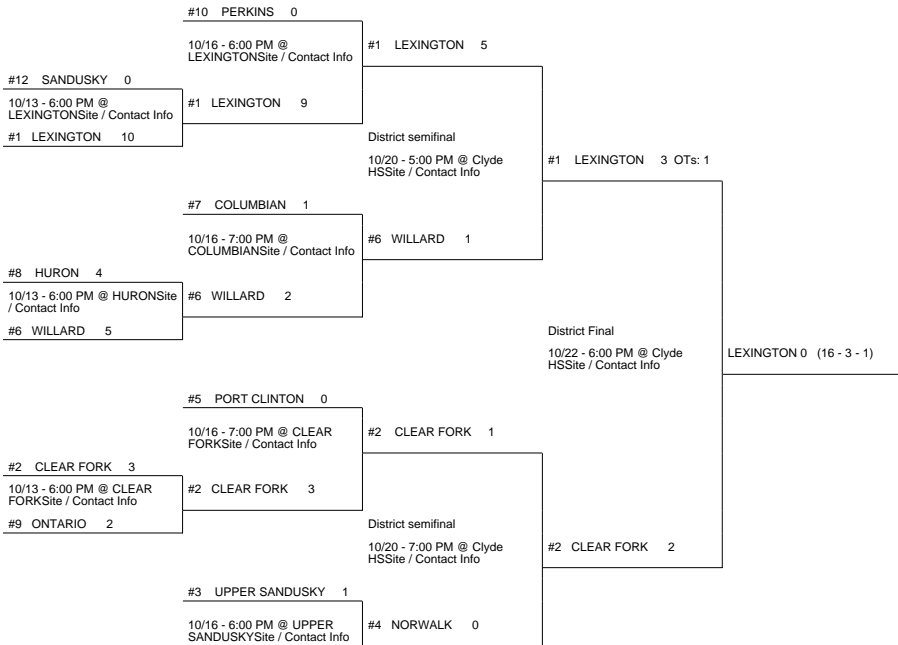 #10 PERKINS 0
10/16 - 6:00 PM @
LEXINGTONSite / Contact Info
#1 LEXINGTON 5
#12 SANDUSKY 0
10/13 - 6:00 PM @
LEXINGTONSite / Contact Info
#1 LEXINGTON 9
#1 LEXINGTON 10
District semifinal
10/20 - 5:00 PM @ Clyde
HSSite / Contact Info
#1 LEXINGTON 3 OTs: 1
#7 COLUMBIAN 1
10/16 - 7:00 PM @
COLUMBIANSite / Contact Info
#6 WILLARD 1
#8 HURON 4
10/13 - 6:00 PM @ HURONSite
/ Contact Info
#6 WILLARD 2
#6 WILLARD 5
District Final
10/22 - 6:00 PM @ Clyde
HSSite / Contact Info
LEXINGTON 0 (16 - 3 - 1)
#5 PORT CLINTON 0
10/16 - 7:00 PM @ CLEAR
FORKSite / Contact Info
#2 CLEAR FORK 1
#2 CLEAR FORK 3
10/13 - 6:00 PM @ CLEAR
FORKSite / Contact Info
#2 CLEAR FORK 3
#9 ONTARIO 2
District semifinal
10/20 - 7:00 PM @ Clyde
HSSite / Contact Info
#2 CLEAR FORK 2
#3 UPPER SANDUSKY 1
10/16 - 6:00 PM @ UPPER
SANDUSKYSite / Contact Info
#4 NORWALK 0